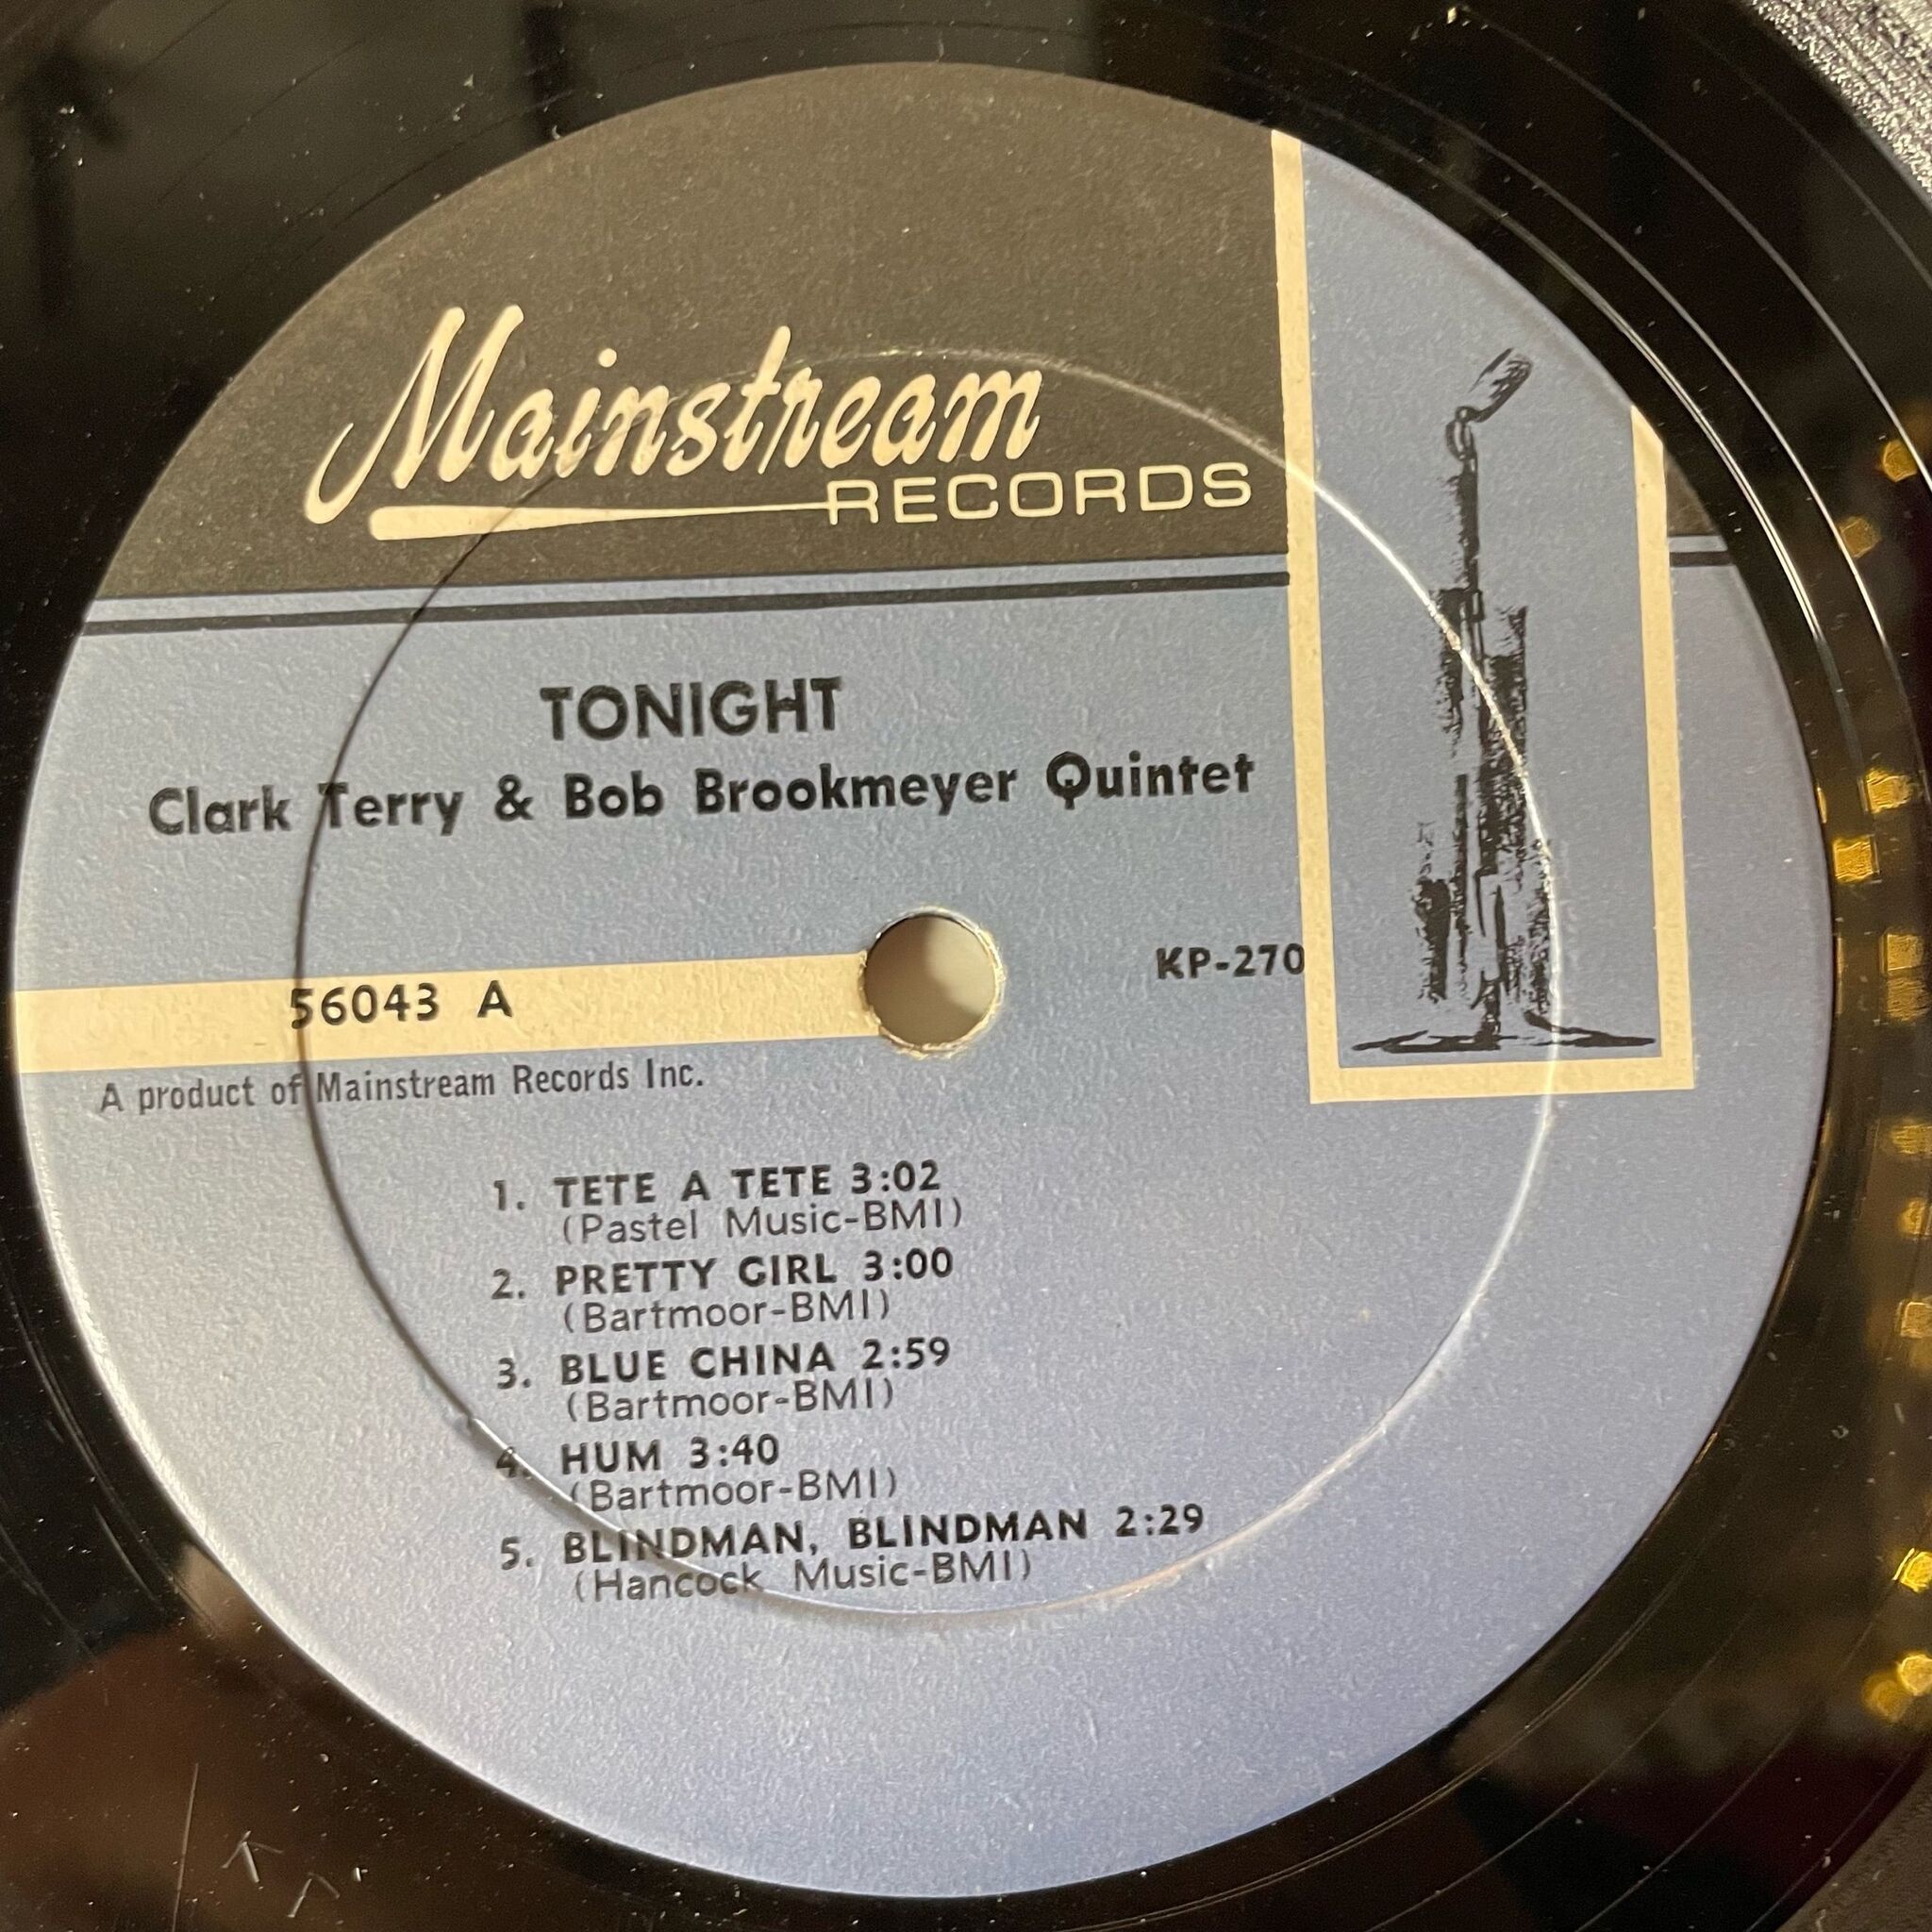 Mainstream
RECORDS
TONIGHT
Clark Terry & Bob Brookmeyer Quintet
KP-270
56043 A
A product of Mainstream Records Inc.
1. TETE A TETE 3:02
(Pastel Music-BMI)
2. PRETTY GIRL 3:00
(Bartmoor-BMI)
3. BLUE CHINA 2:59
(Bartmoor-BMI)
4. HUM 3:40
(Bartmoor-BMI)
5. BLINDMAN, BLINDMAN 2:29
(Hancock Music-BMI)